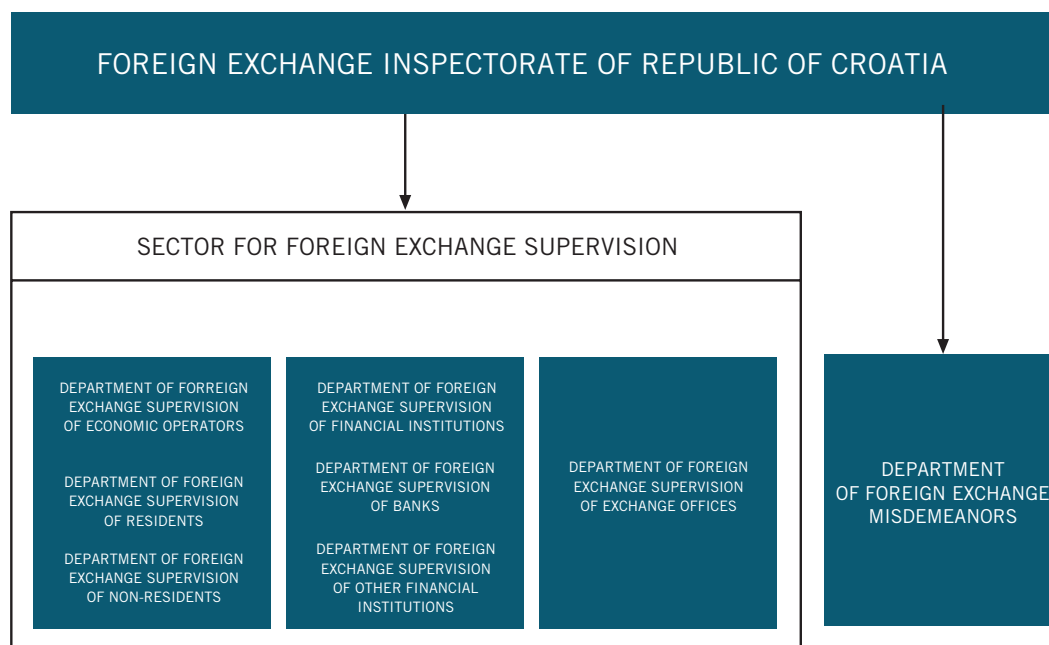 FOREIGN EXCHANGE INSPECTORATE OF REPUBLIC OF CROATIA
SECTOR FOR FOREIGN EXCHANGE SUPERVISION
DEPARTMENT OF FORREIGN
EXCHANGE SUPERVISION
OF ECONOMIC OPERATORS
DEPARTMENT OF FOREIGN
EXCHANGE SUPERVISION
OF RESIDENTS
DEPARTMENT OF FOREIGN
EXCHANGE SUPERVISION
OF NON-RESIDENTS
DEPARTMENT OF FOREIGN
EXCHANGE SUPERVISION
OF FINANCIAL INSTITUTIONS
DEPARTMENT OF FOREIGN
EXCHANGE SUPERVISION
OF BANKS
DEPARTMENT OF FOREIGN
EXCHANGE SUPERVISION
OF OTHER FINANCIAL
INSTITUTIONS
DEPARTMENT OF FOREIGN
EXCHANGE SUPERVISION
OF EXCHANGE OFFICES
DEPARTMENT
OF FOREIGN EXCHANGE
MISDEMEANORS